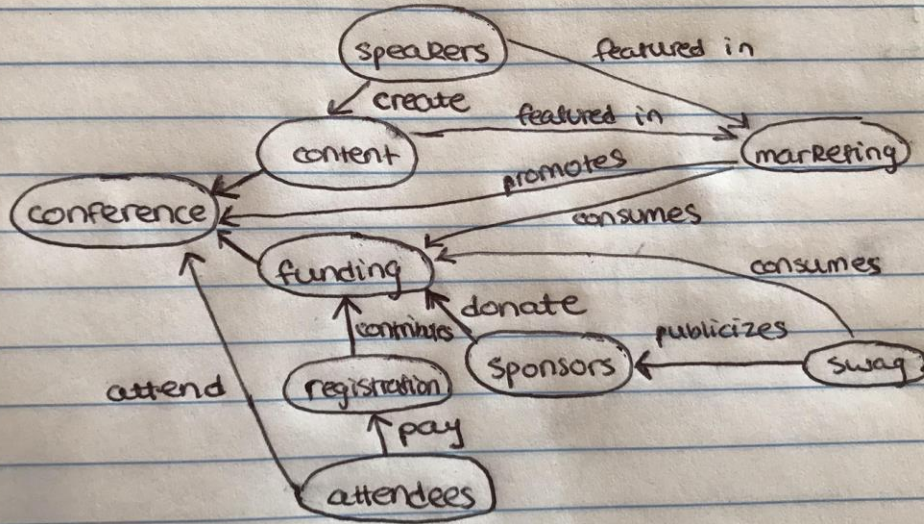 speakers
featured in
create
featured in
content
marketing
promotes
conference
consumes
funding
consumes
donate
contributes
publicizes
sponsors
swag
registration
attend
pay
attendees